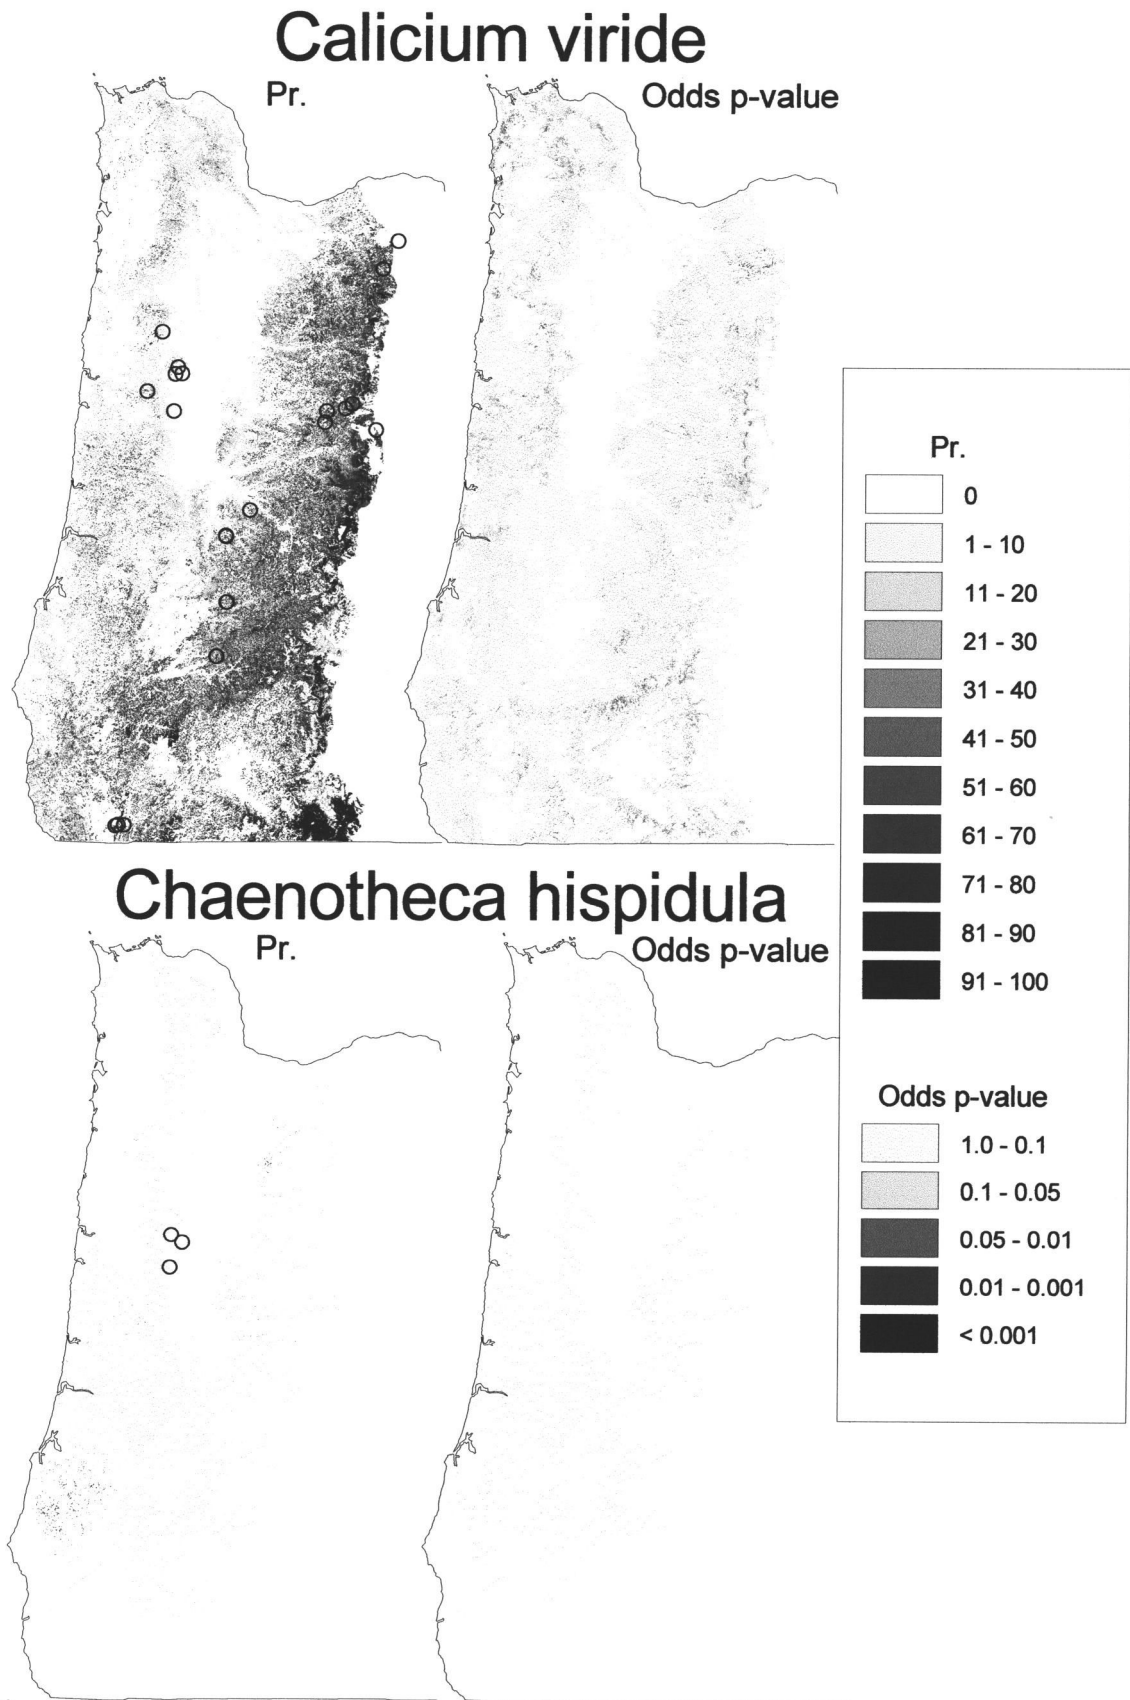 Calicium viride
Pr.
Odds p-value
Pr.
0
1 - 10
11 - 20
21 - 30
31 - 40
41 - 50
51 - 60
61 - 70
71 - 80
81 - 90
91 - 100
Odds p-value
1.0 - 0.1
0.1 - 0.05
0.05 - 0.01
0.01 - 0.001
< 0.001
Chaenotheca hispidula
Pr.
Odds p-value